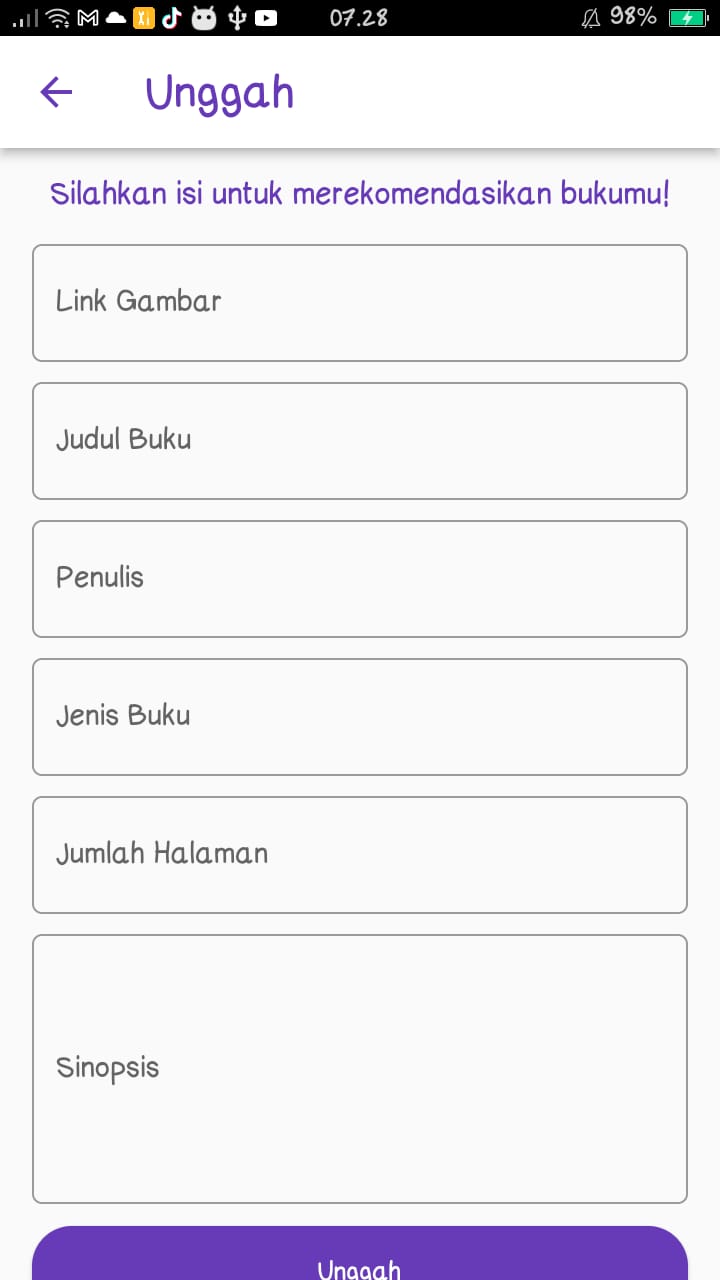 07.28
98%
Unggah
Silahkan isi untuk merekomendasikan bukumu!
Link Gambar
Judul Buku
Penulis
Jenis Buku
Jumlah Halaman
Sinopsis
Unggah